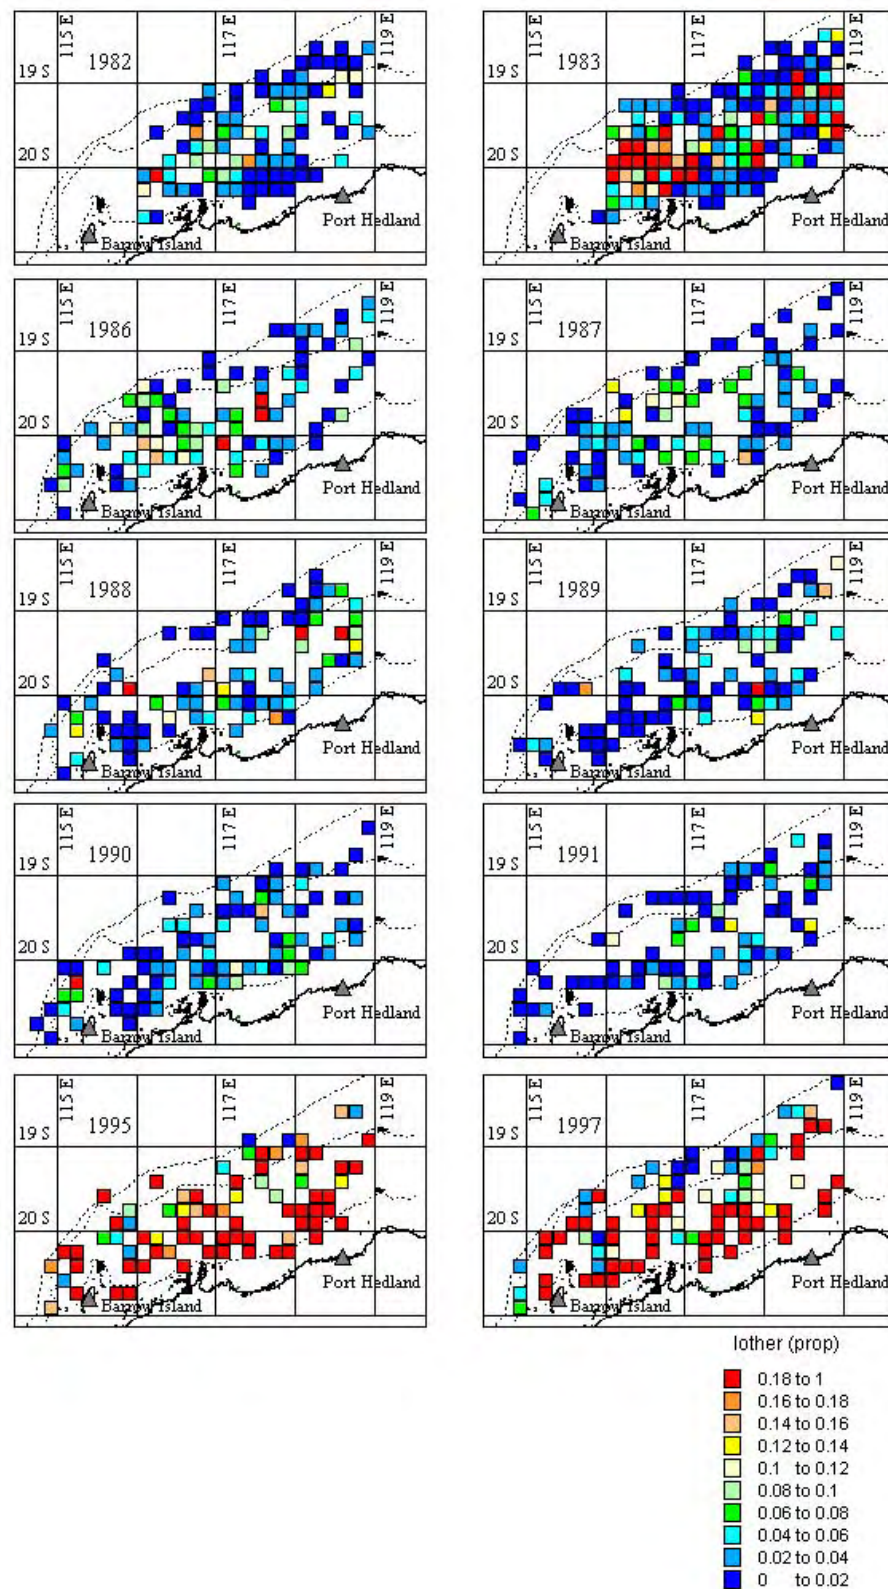 115 E
1982
117 E
119 E
19 S
20 S
Barrow Island
Port Hedland
115 E
1983
117 E
119 E
19 S
20 S
Barrow Island
Port Hedland
115 E
1986
117 E
119 E
19 S
20 S
Barrow Island
Port Hedland
115 E
1987
117 E
119 E
19 S
20 S
Barrow Island
Port Hedland
115 E
1988
117 E
119 E
19 S
20 S
Barrow Island
Port Hedland
115 E
1989
117 E
119 E
19 S
20 S
Barrow Island
Port Hedland
115 E
1990
117 E
119 E
19 S
20 S
Barrow Island
Port Hedland
115 E
1991
117 E
119 E
19 S
20 S
Barrow Island
Port Hedland
115 E
1995
117 E
119 E
19 S
20 S
Barrow Island
Port Hedland
115 E
1997
117 E
119 E
19 S
20 S
Barrow Island
Port Hedland
lother (prop)
0.18 to 1
0.16 to 0.18
0.14 to 0.16
0.12 to 0.14
0.1 to 0.12
0.08 to 0.1
0.06 to 0.08
0.04 to 0.06
0.02 to 0.04
0 to 0.02